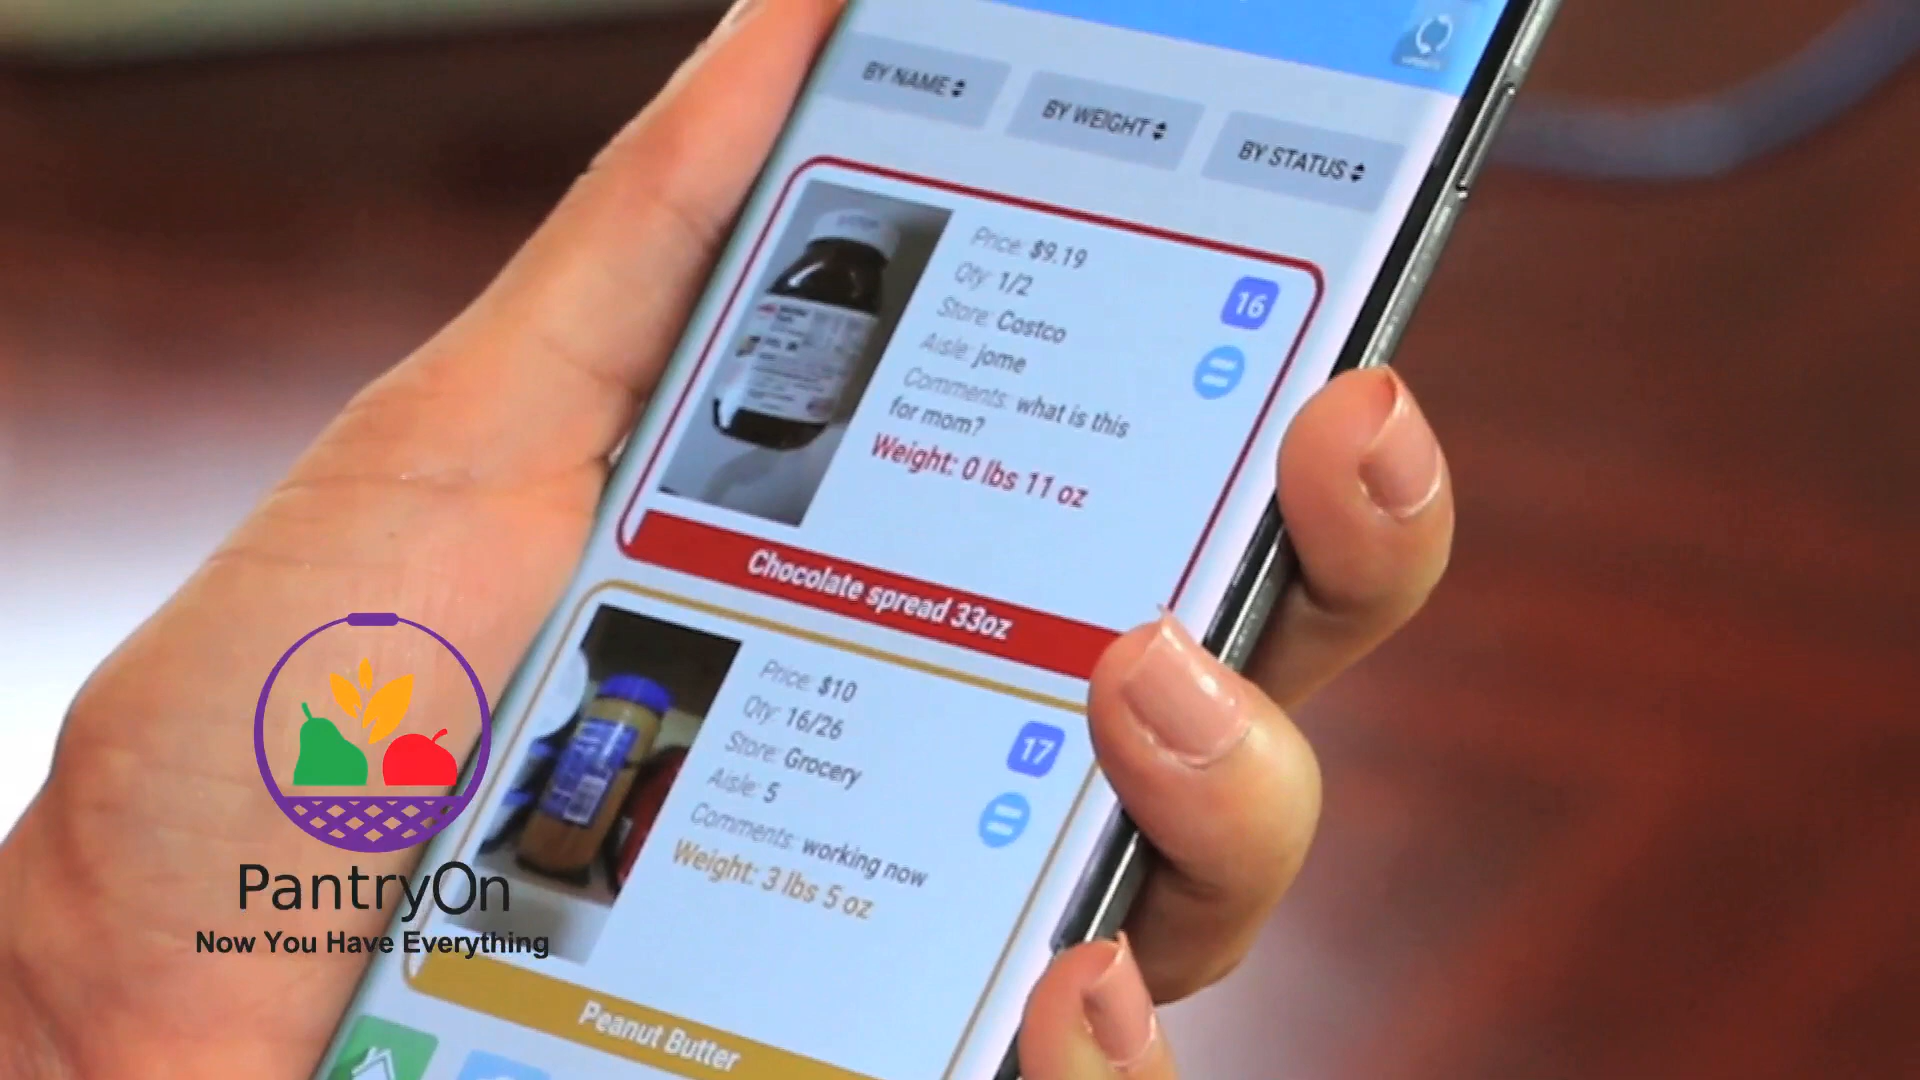 BY NAME
BY WEIGHT
BY STATUS
Price: $9.19
Qty: 1/2
Store: Costco
Aisle: jome
Comments: what is this
for mom?
Weight: 0 lbs 11 oz
16
Chocolate spread 33oz
Price: $10
Qty: 16/26
Store: Grocery
Aisle: 5
Comments: working now
Weight: 3 lbs 5 oz
17
Peanut Butter
PantryOn
Now You Have Everything